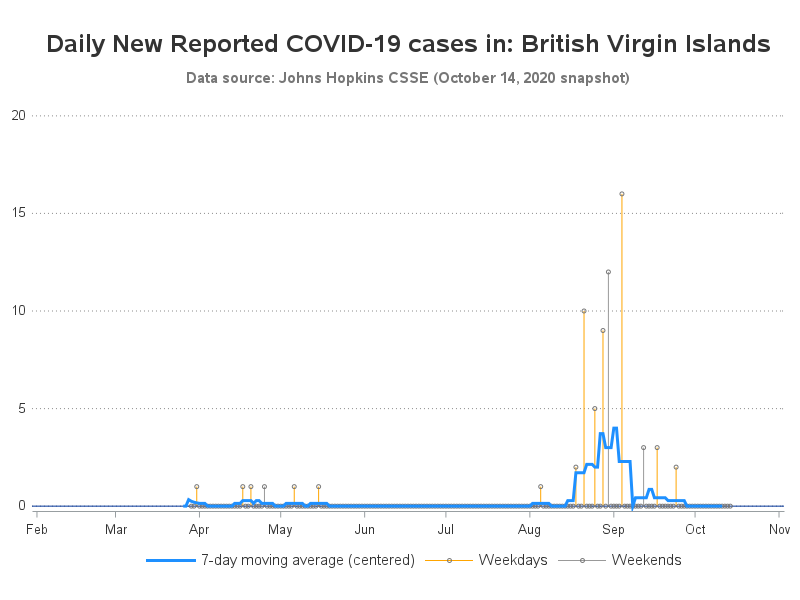 Daily New Reported COVID-19 cases in: British Virgin Islands
Data source: Johns Hopkins CSSE (October 14, 2020 snapshot)
20
15
10
5
0
Feb Mar Apr May Jun Jul Aug Sep Oct Nov
7-day moving average (centered) Weekdays Weekends